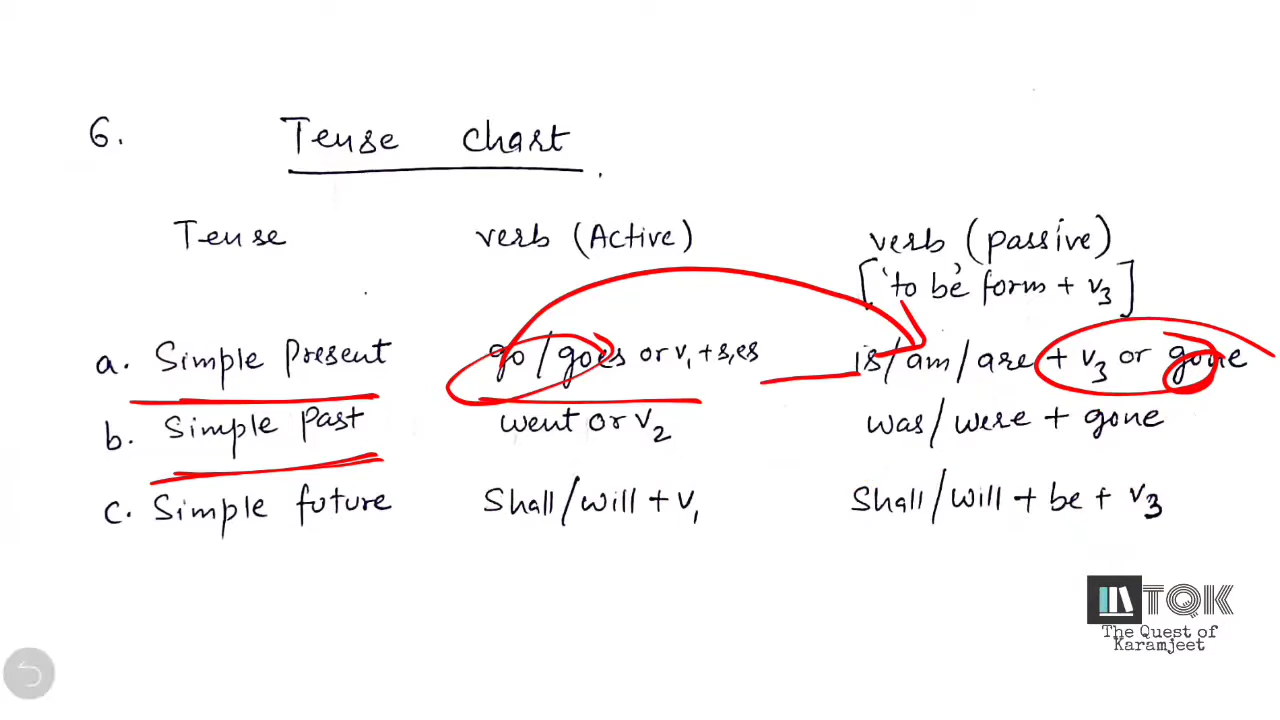 6. Tense chart
Tense verb (Active) verb (passive)
['to be' form + v3]
a. Simple present go/goes or v1 + s,es is/am/are + v3 or gone
b. Simple past went or v2 was/were + gone
c. Simple future Shall/will + v1 Shall/will + be + v3
TQK
The Quest of
Karamjeet